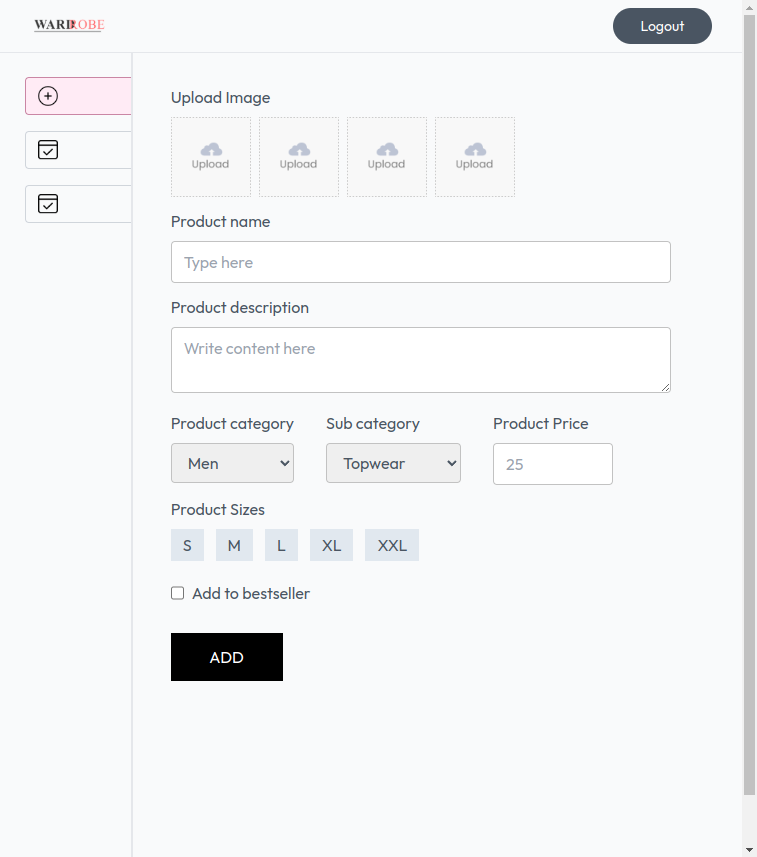 WARDROBE
Logout
Upload Image
Upload Upload Upload Upload
Product name
Type here
Product description
Write content here
Product category Sub category Product Price
Men Topwear 25
Product Sizes
S M L XL XXL
Add to bestseller
ADD